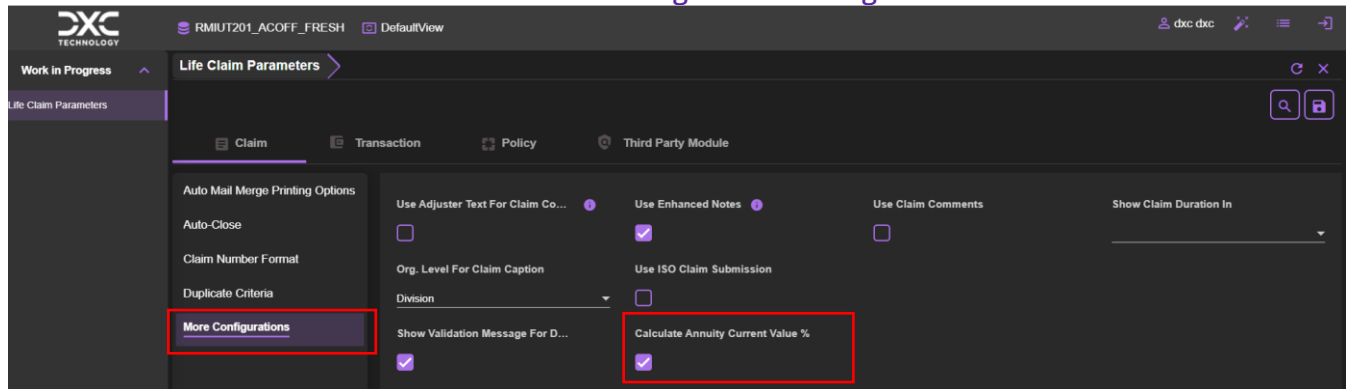 DXC
TECHNOLOGY
RMIUT201_ACOFF_FRESH
DefaultView
dxc dxc
Work in Progress
Life Claim Parameters
Life Claim Parameters
Claim
Transaction
Policy
Third Party Module
Auto Mail Merge Printing Options
Auto-Close
Claim Number Format
Duplicate Criteria
More Configurations
Use Adjuster Text For Claim Co...
Use Enhanced Notes
Use Claim Comments
Show Claim Duration In
Org. Level For Claim Caption
Division
Use ISO Claim Submission
Show Validation Message For D...
Calculate Annuity Current Value %